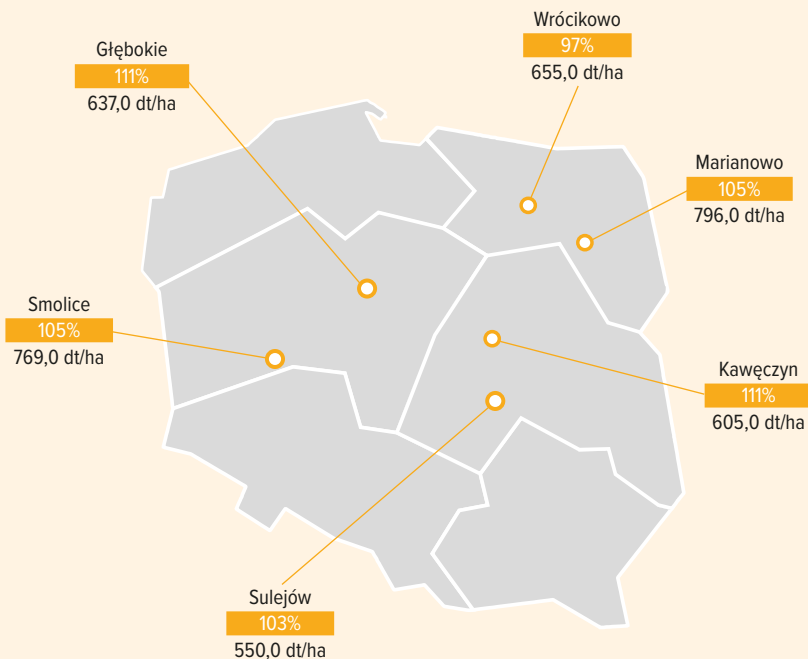 Wrócikowo
97%
655,0 dt/ha
Głębokie
111%
637,0 dt/ha
Marianowo
105%
796,0 dt/ha
Smolice
105%
769,0 dt/ha
Kawęczyn
111%
605,0 dt/ha
Sulejów
103%
550,0 dt/ha